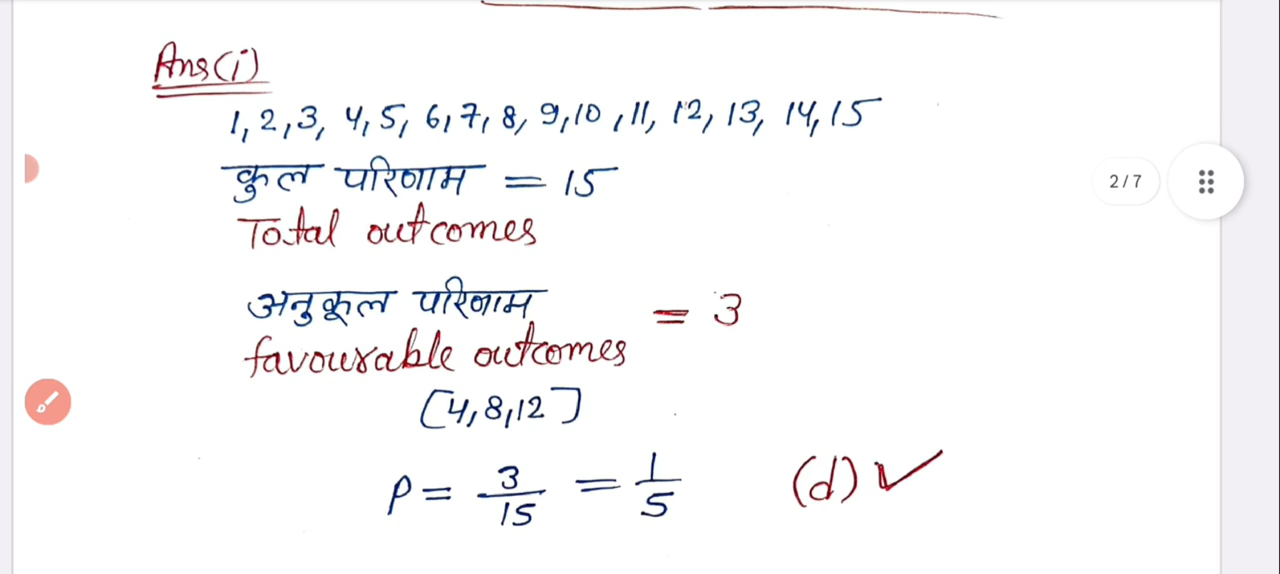 Ans(i)
1, 2, 3, 4, 5, 6, 7, 8, 9, 10, 11, 12, 13, 14, 15
कुल परिणाम = 15
Total outcomes
2/7
अनुकूल परिणाम = 3
favourable outcomes
[4, 8, 12]
P = 3/15 = 1/5 (d) ✓